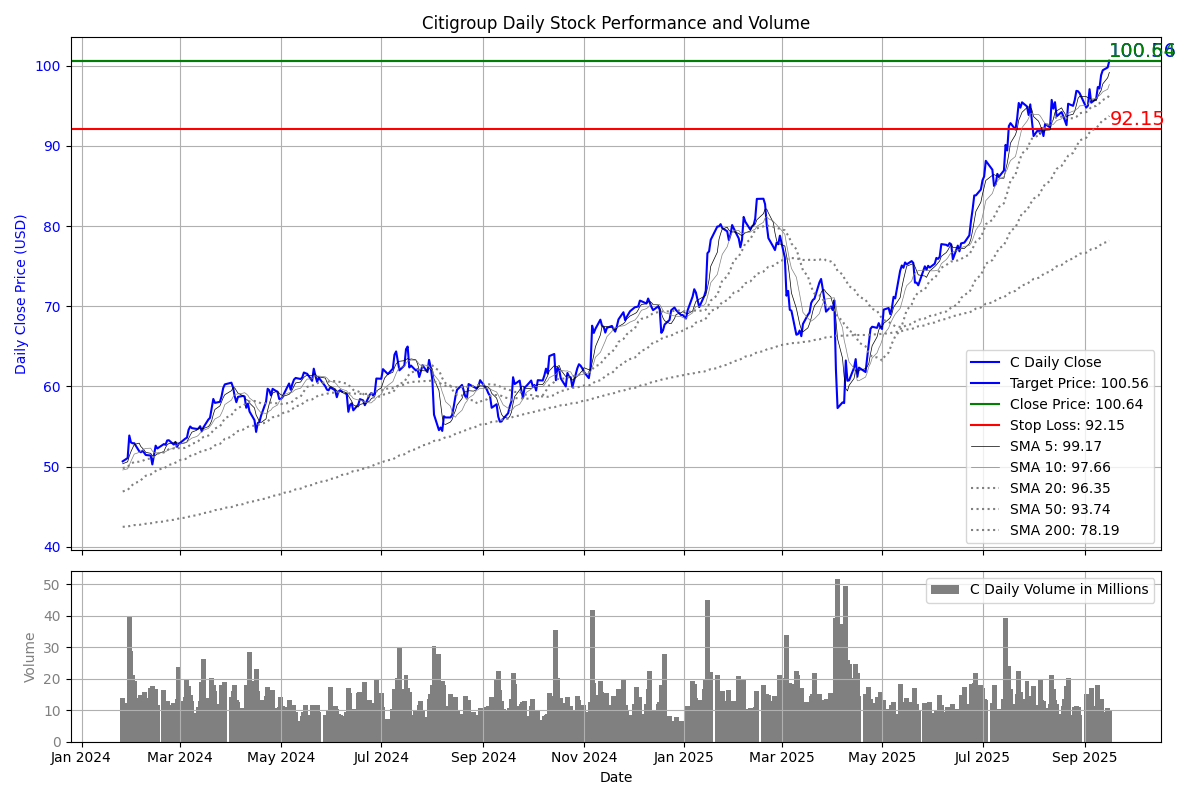 Citigroup Daily Stock Performance and Volume
100.64
92.15
Daily Close Price (USD)
100
90
80
70
60
50
40
C Daily Close
Target Price: 100.56
Close Price: 100.64
Stop Loss: 92.15
SMA 5: 99.17
SMA 10: 97.66
SMA 20: 96.35
SMA 50: 93.74
SMA 200: 78.19
Volume
50
40
30
20
10
0
C Daily Volume in Millions
Jan 2024 Mar 2024 May 2024 Jul 2024 Sep 2024 Nov 2024 Jan 2025 Mar 2025 May 2025 Jul 2025 Sep 2025
Date